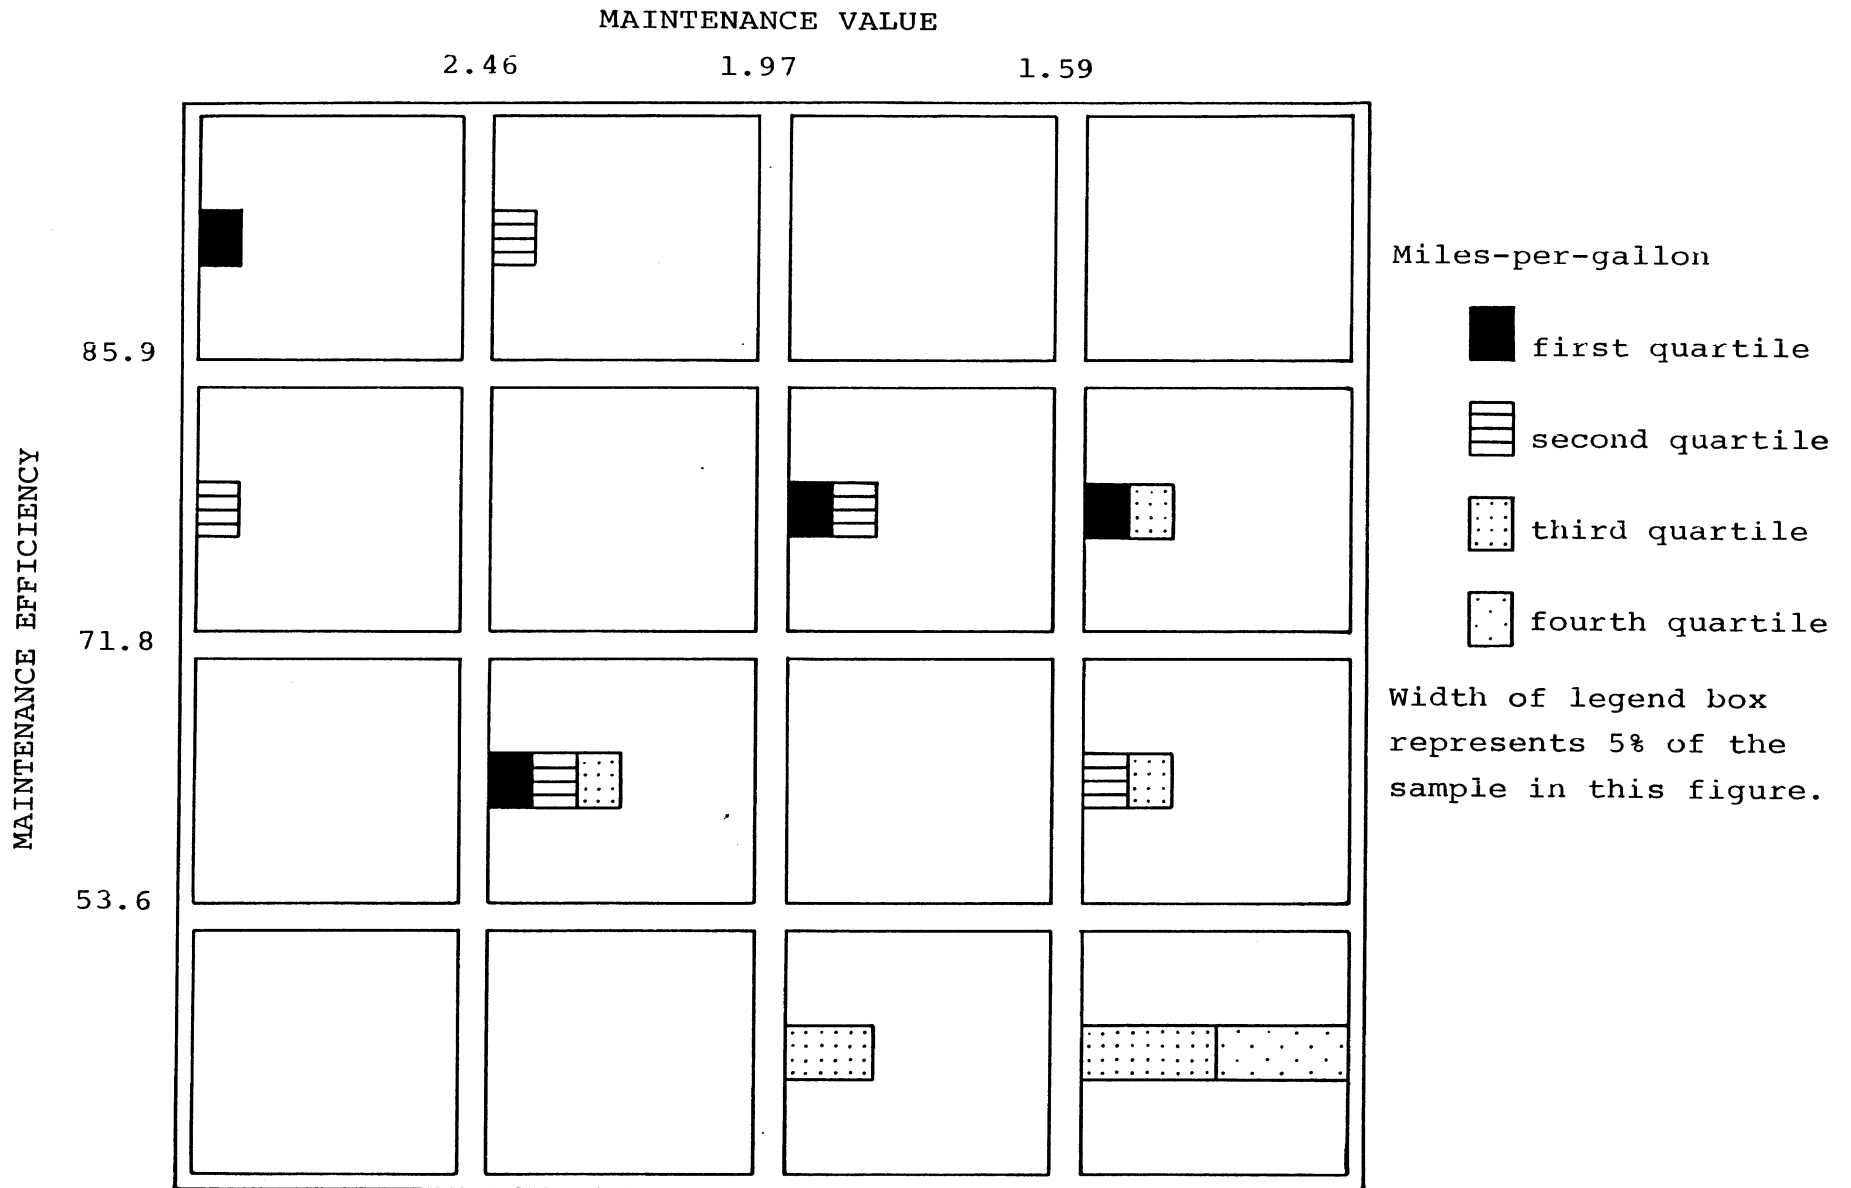 MAINTENANCE VALUE
2.46 1.97 1.59
Miles-per-gallon
first quartile
85.9
second quartile
MAINTENANCE EFFICIENCY
third quartile
fourth quartile
71.8
Width of legend box
represents 5% of the
sample in this figure.
53.6